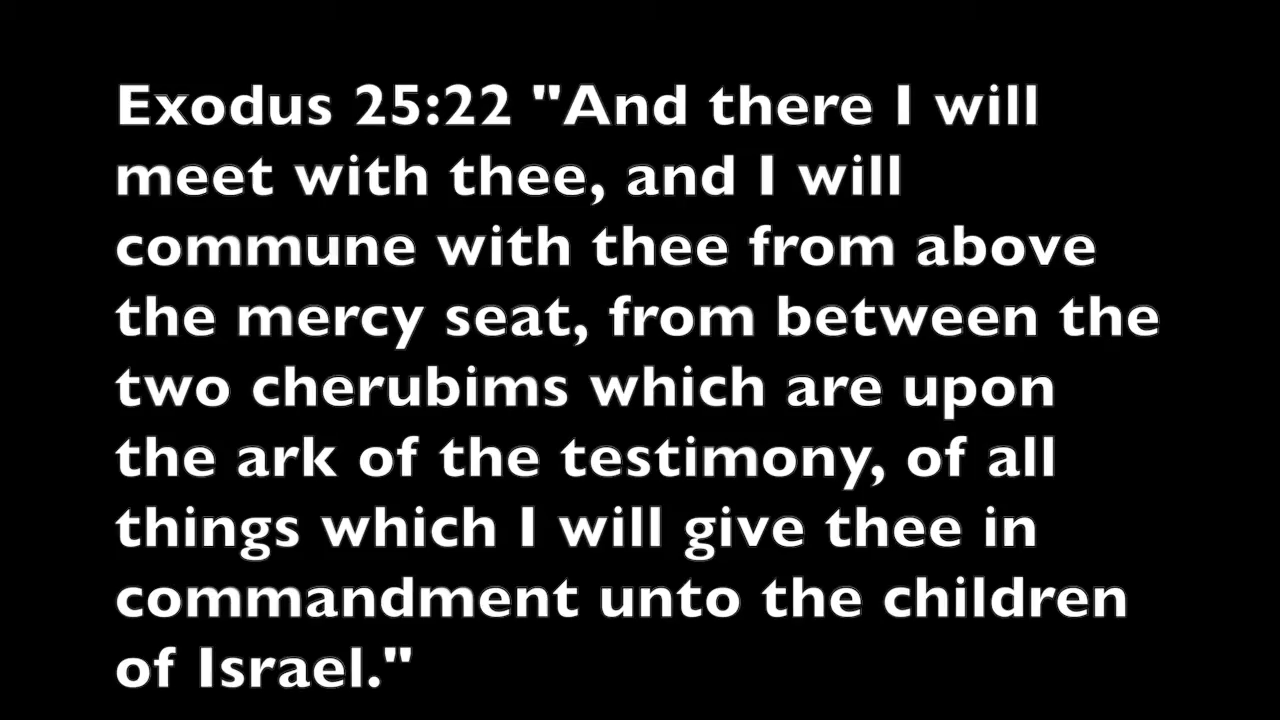 Exodus 25:22 "And there I will
meet with thee, and I will
commune with thee from above
the mercy seat, from between the
two cherubims which are upon
the ark of the testimony, of all
things which I will give thee in
commandment unto the children
of Israel."